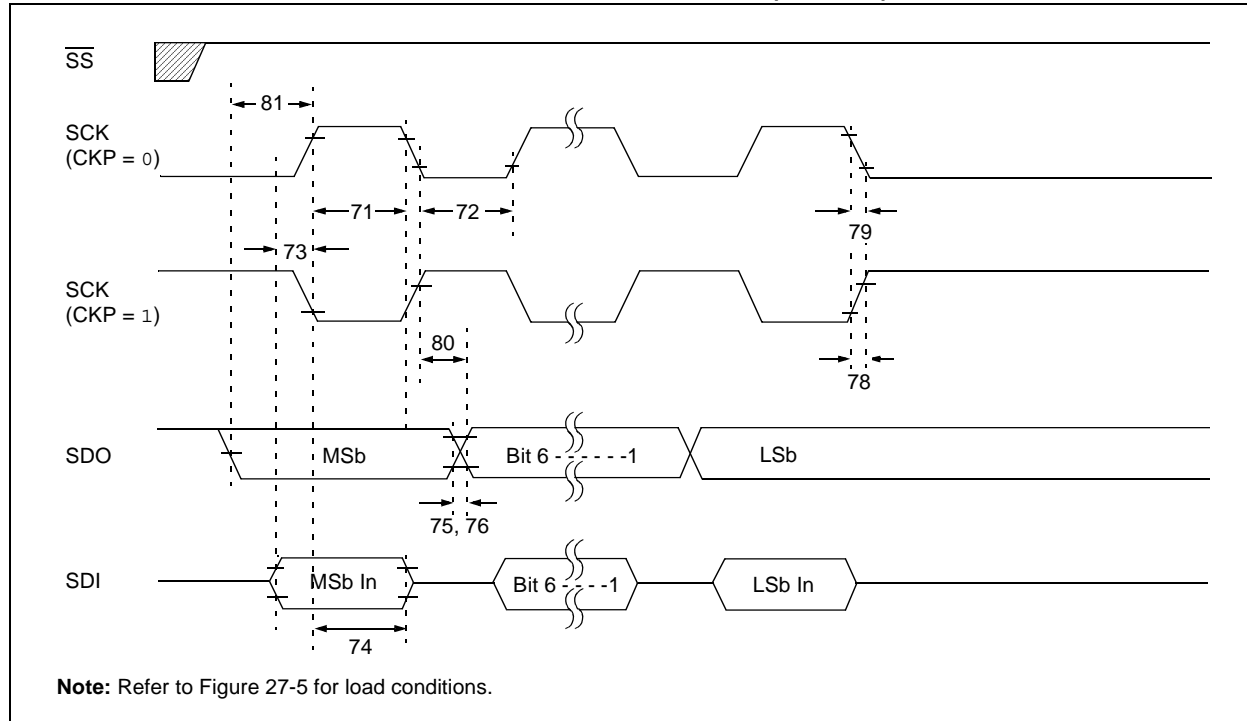 SS
81
SCK
(CKP = 0)
71
72
79
73
SCK
(CKP = 1)
80
78
SDO
MSb
Bit 6 - - - - - -1
LSb
75, 76
SDI
MSb In
Bit 6 - - - - -1
LSb In
74
Note: Refer to Figure 27-5 for load conditions.